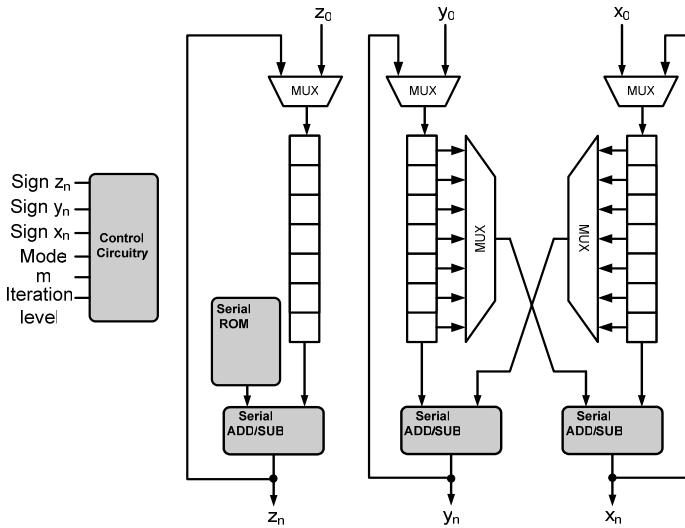 z0
y0
x0
MUX
MUX
MUX
Sign zn
Sign yn
Sign xn
Mode
m
Iteration
level
Control
Circuitry
MUX
MUX
Serial
ROM
Serial
ADD/SUB
Serial
ADD/SUB
Serial
ADD/SUB
zn
yn
xn